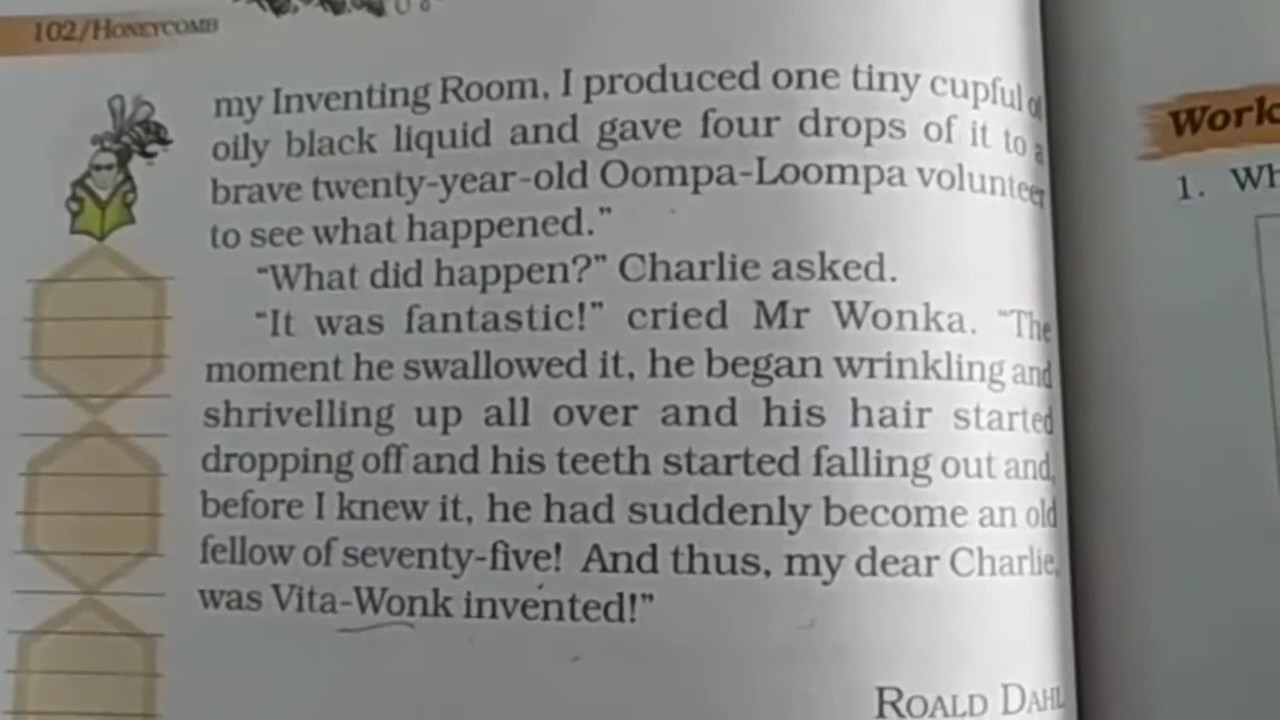 102/HONEYCOMB
my Inventing Room, I produced one tiny cupful of
oily black liquid and gave four drops of it to a
brave twenty-year-old Oompa-Loompa volunteer
to see what happened.”
“What did happen?” Charlie asked.
“It was fantastic!” cried Mr Wonka. “The
moment he swallowed it, he began wrinkling and
shrivelling up all over and his hair started
dropping off and his teeth started falling out and,
before I knew it, he had suddenly become an old
fellow of seventy-five! And thus, my dear Charlie,
was Vita-Wonk invented!”
ROALD DAHL
Work
1.